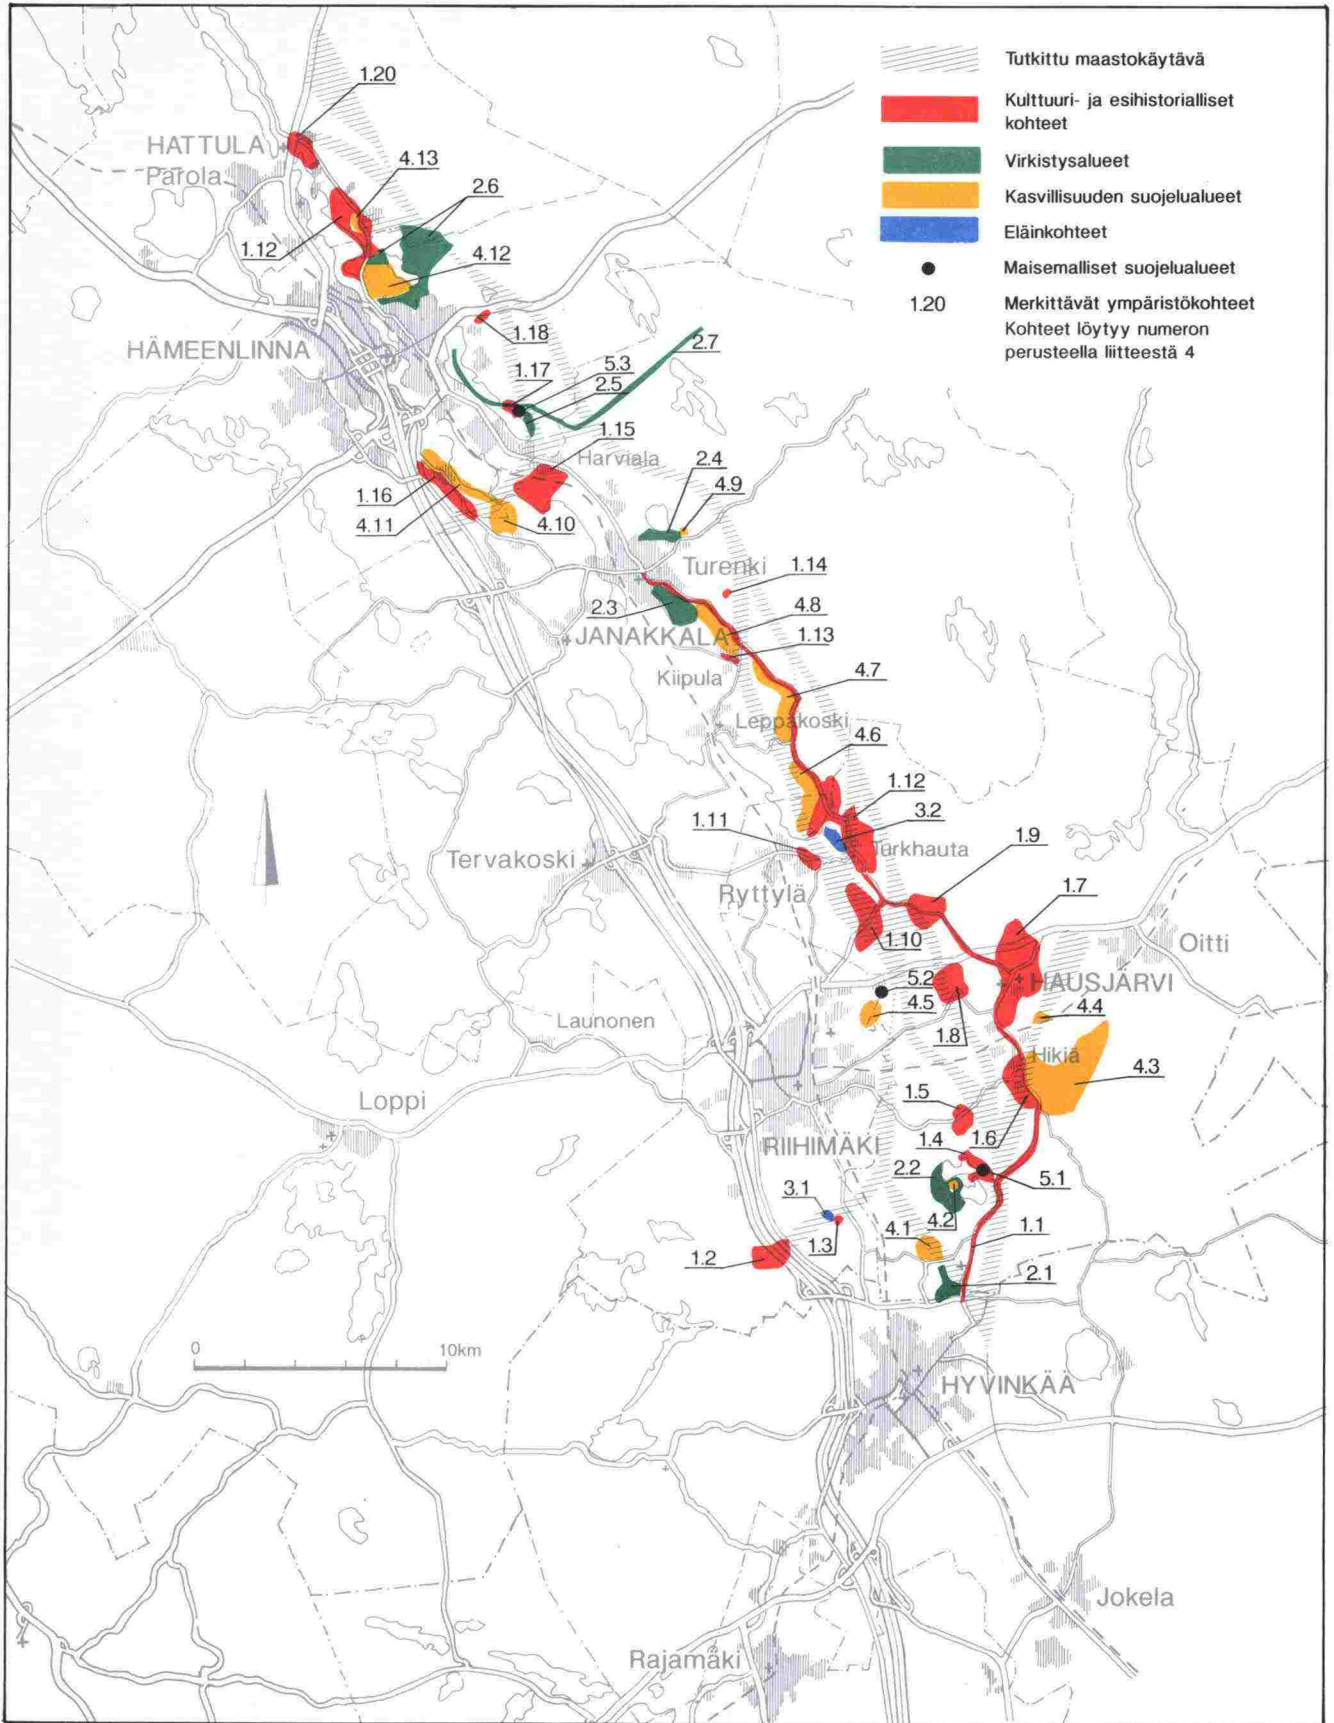 Tutkittu maastokäytävä
Kulttuuri- ja esihistorialliset
kohteet
Virkistysalueet
Kasvillisuuden suojelualueet
Eläinkohteet
Maisemalliset suojelualueet
1.20 Merkittävät ympäristökohteet
Kohteet löytyy numeron
perusteella liitteestä 4
1.20
HATTULA
Parola
4.13
2.6
1.12
4.12
1.18
HÄMEENLINNA
2.7
1.17
5.3
2.5
1.15
Harviala
2.4
4.9
1.16
4.11
4.10
Turenki
1.14
2.3
4.8
JANAKKALA
1.13
Kiipula
4.7
Leppäkoski
4.6
1.12
3.2
1.11
Turkhauta
1.9
Tervakoski
Ryttylä
1.7
1.10
Oitti
5.2
HAUSJÄRVI
4.5
4.4
Launonen
1.8
Hikiä
4.3
Loppi
1.5
1.6
1.4
RIIHIMÄKI
2.2
5.1
3.1
4.2
4.1
1.1
1.3
1.2
2.1
0 10km
HYVINKÄÄ
Jokela
Rajamäki